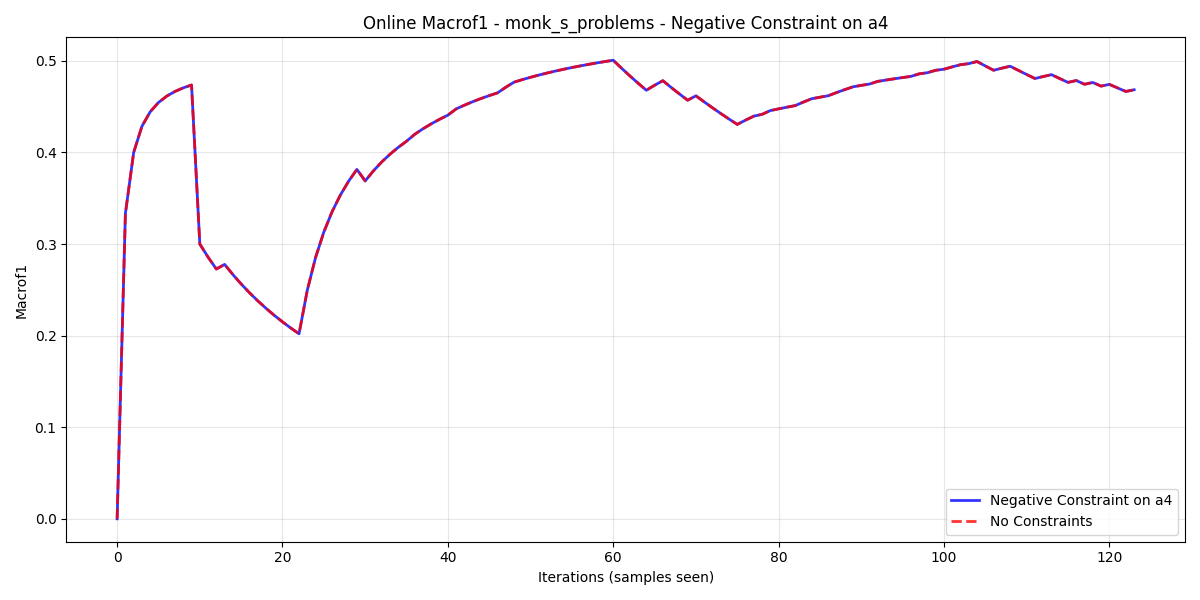 Online Macrof1 - monk_s_problems - Negative Constraint on a4
Macrof1
0.5
0.4
0.3
0.2
0.1
0.0
0 20 40 60 80 100 120
Iterations (samples seen)
Negative Constraint on a4
No Constraints